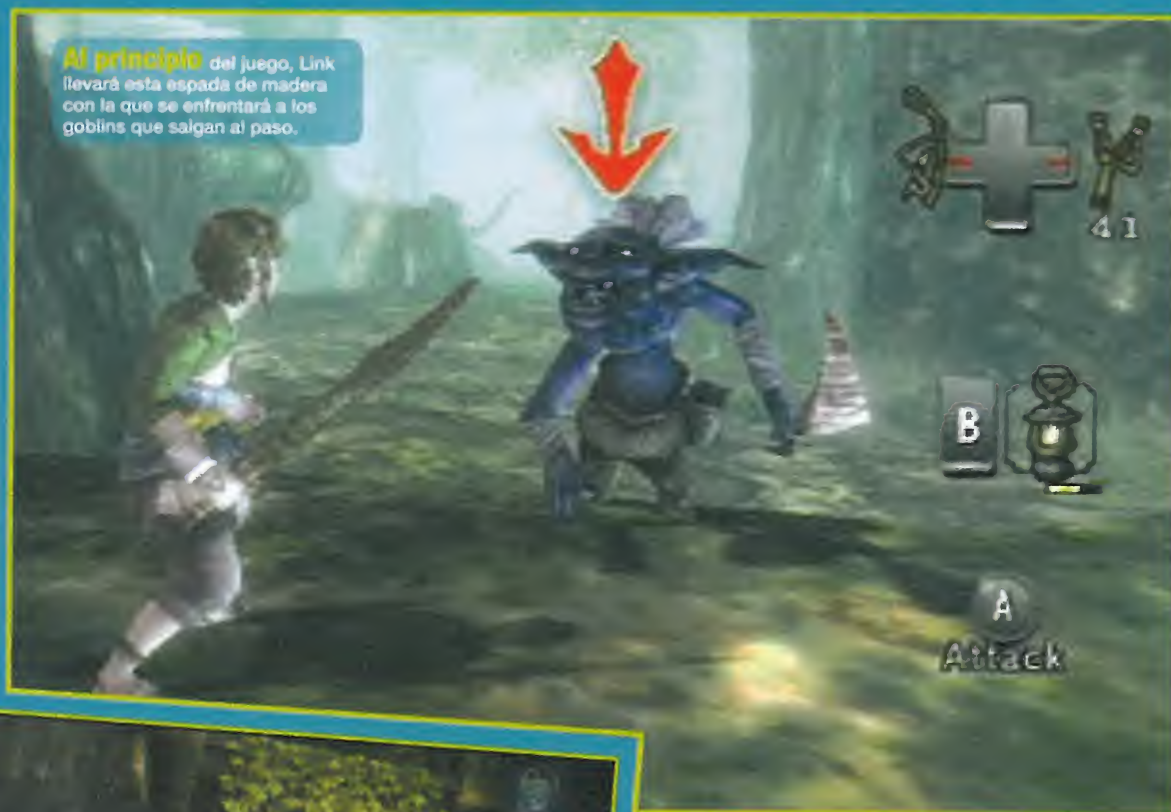 Al principio del juego, Link
llevará esta espada de madera
con la que se enfrentará a los
goblins que salgan al paso.
41
B
A
Attack